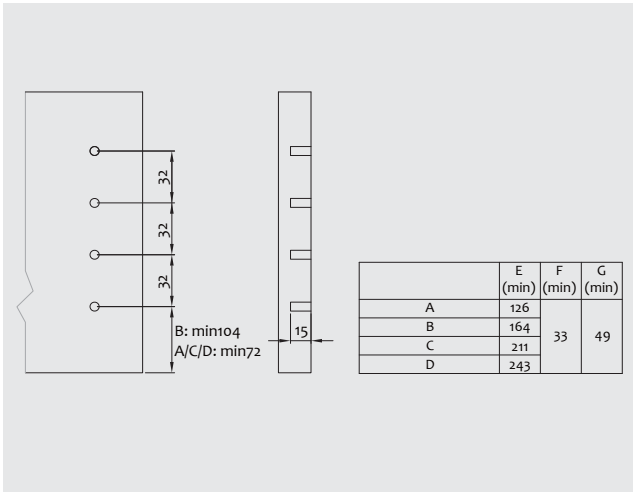 32
32
32
B: min104
A/C/D: min72
15
E F G
(min) (min) (min)
A 126
B 164
33 49
C 211
D 243